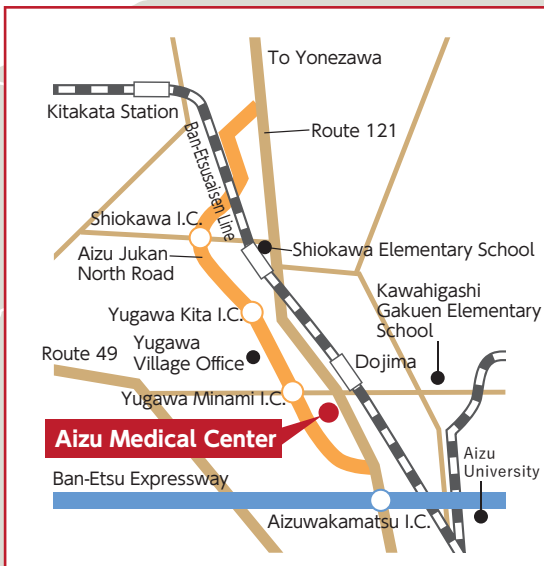 To Yonezawa
Kitakata Station
Route 121
Ban-Etsusaisen Line
Shiokawa I.C.
Shiokawa Elementary School
Aizu Jukan
North Road
Kawahigashi
Gakuen Elementary
School
Yugawa Kita I.C.
Yugawa
Village Office
Route 49
Dojima
Yugawa Minami I.C.
Aizu Medical Center
Aizu
University
Ban-Etsu Expressway
Aizuwakamatsu I.C.